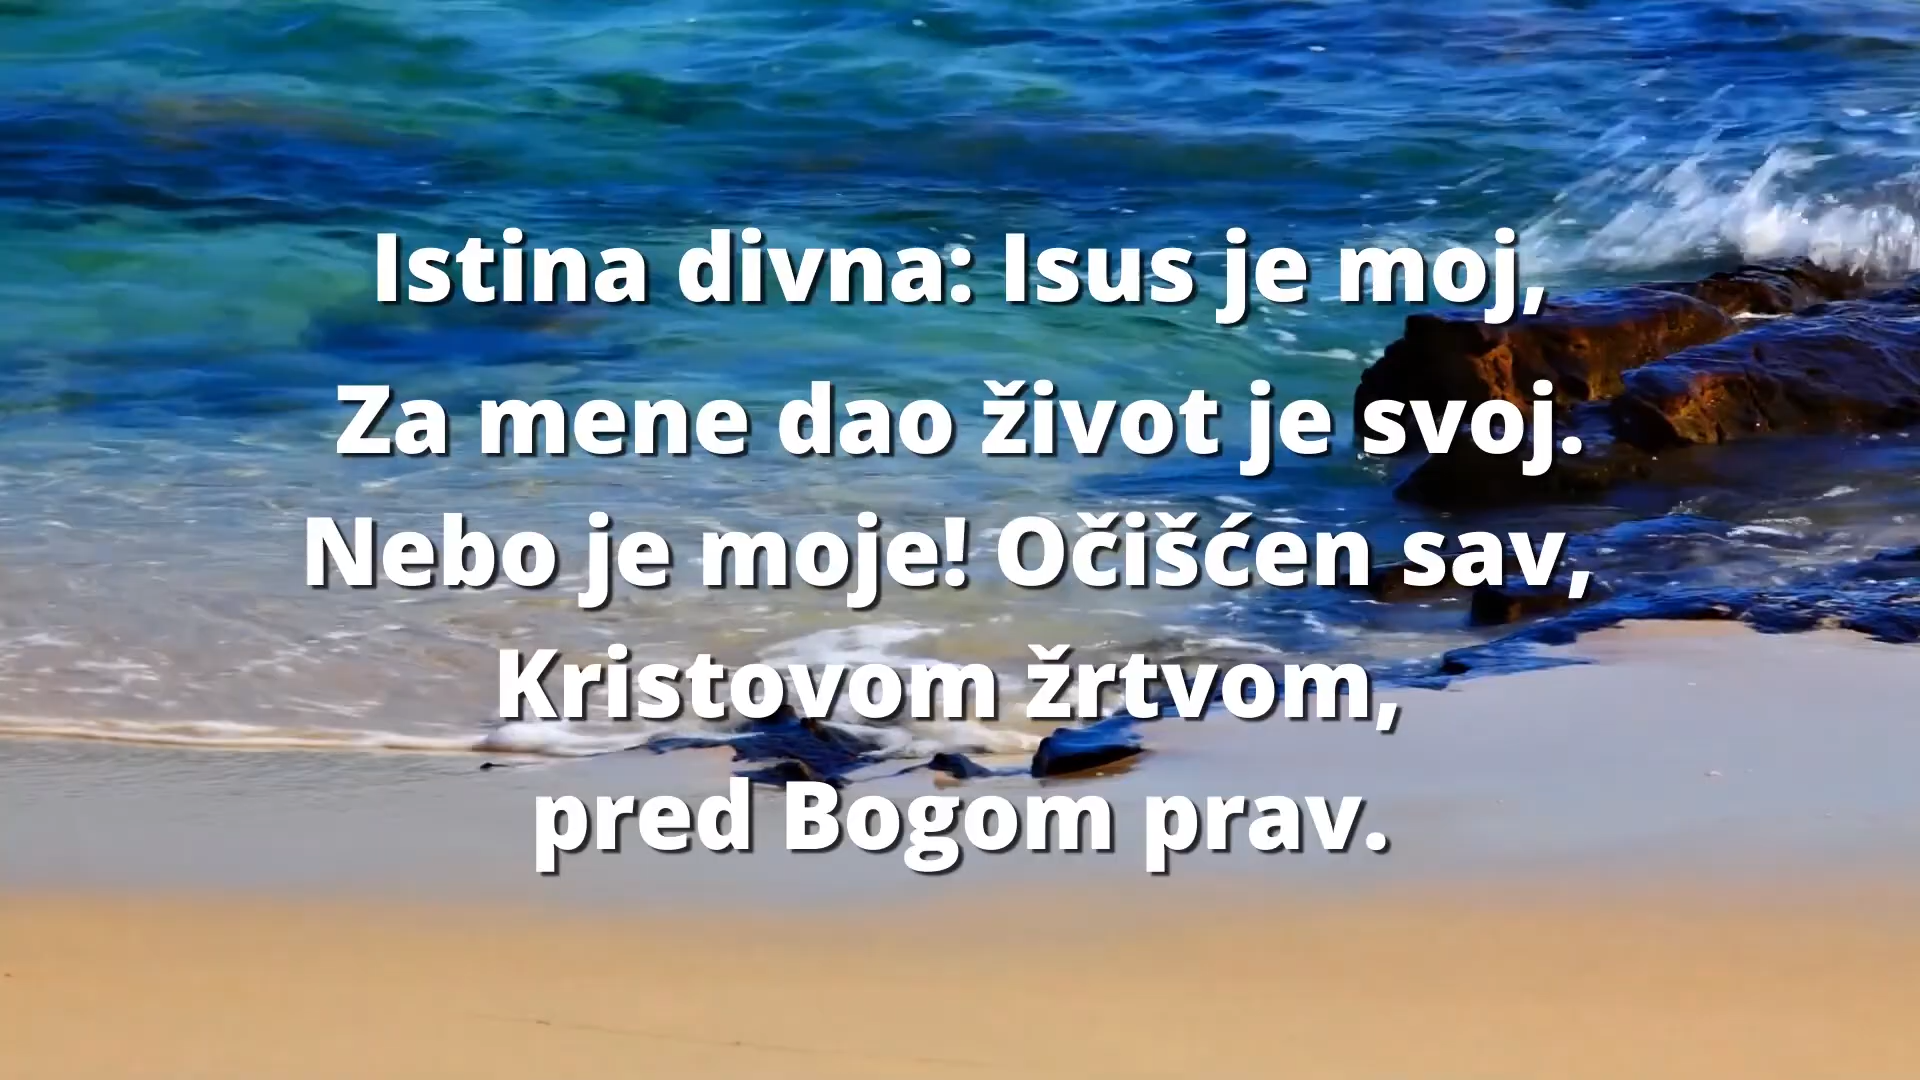 Istina divna: Isus je moj,
Za mene dao život je svoj.
Nebo je moje! Očišćen sav,
Kristovom žrtvom,
pred Bogom prav.